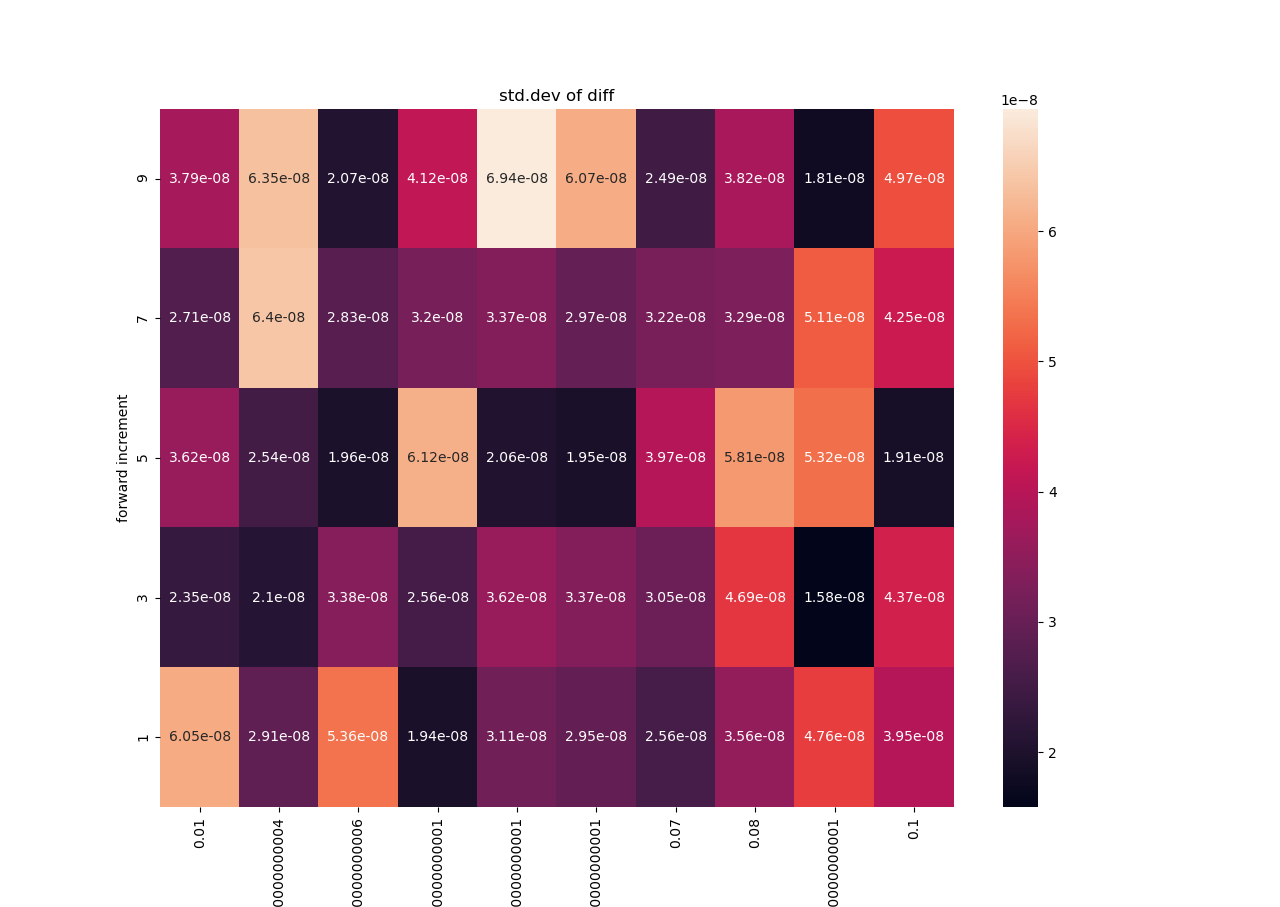 std.dev of diff
1e−8
9
3.79e-08 6.35e-08 2.07e-08 4.12e-08 6.94e-08 6.07e-08 2.49e-08 3.82e-08 1.81e-08 4.97e-08
6
7
2.71e-08 6.4e-08 2.83e-08 3.2e-08 3.37e-08 2.97e-08 3.22e-08 3.29e-08 5.11e-08 4.25e-08
5
forward increment
5
3.62e-08 2.54e-08 1.96e-08 6.12e-08 2.06e-08 1.95e-08 3.97e-08 5.81e-08 5.32e-08 1.91e-08
4
3
2.35e-08 2.1e-08 3.38e-08 2.56e-08 3.62e-08 3.37e-08 3.05e-08 4.69e-08 1.58e-08 4.37e-08
3
1
6.05e-08 2.91e-08 5.36e-08 1.94e-08 3.11e-08 2.95e-08 2.56e-08 3.56e-08 4.76e-08 3.95e-08
2
0.01
0.07
0.08
0.1